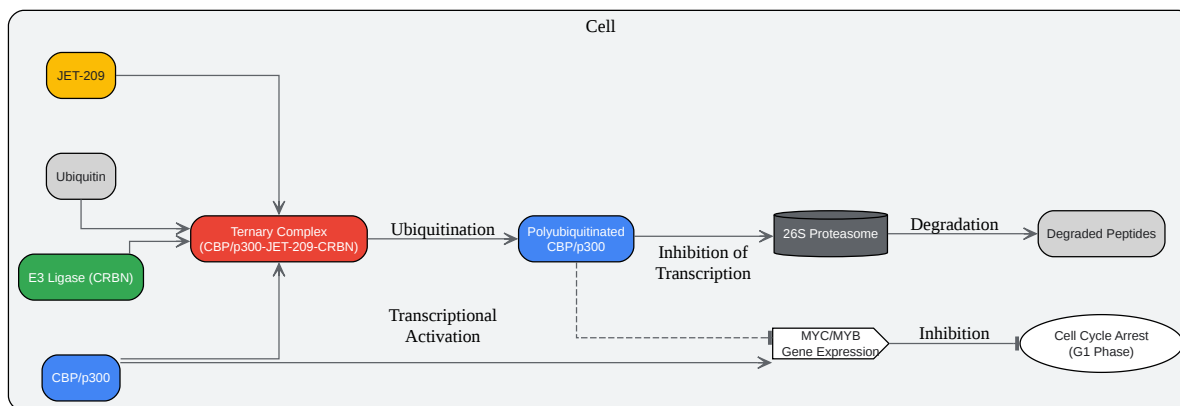 Cell
JET-209
Ubiquitin
E3 Ligase (CRBN)
CBP/p300
Ternary Complex
(CBP/p300-JET-209-CRBN)
Ubiquitination
Polyubiquitinated
CBP/p300
Inhibition of
Transcription
26S Proteasome
Degradation
Degraded Peptides
Transcriptional
Activation
MYC/MYB
Gene Expression
Inhibition
Cell Cycle Arrest
(G1 Phase)